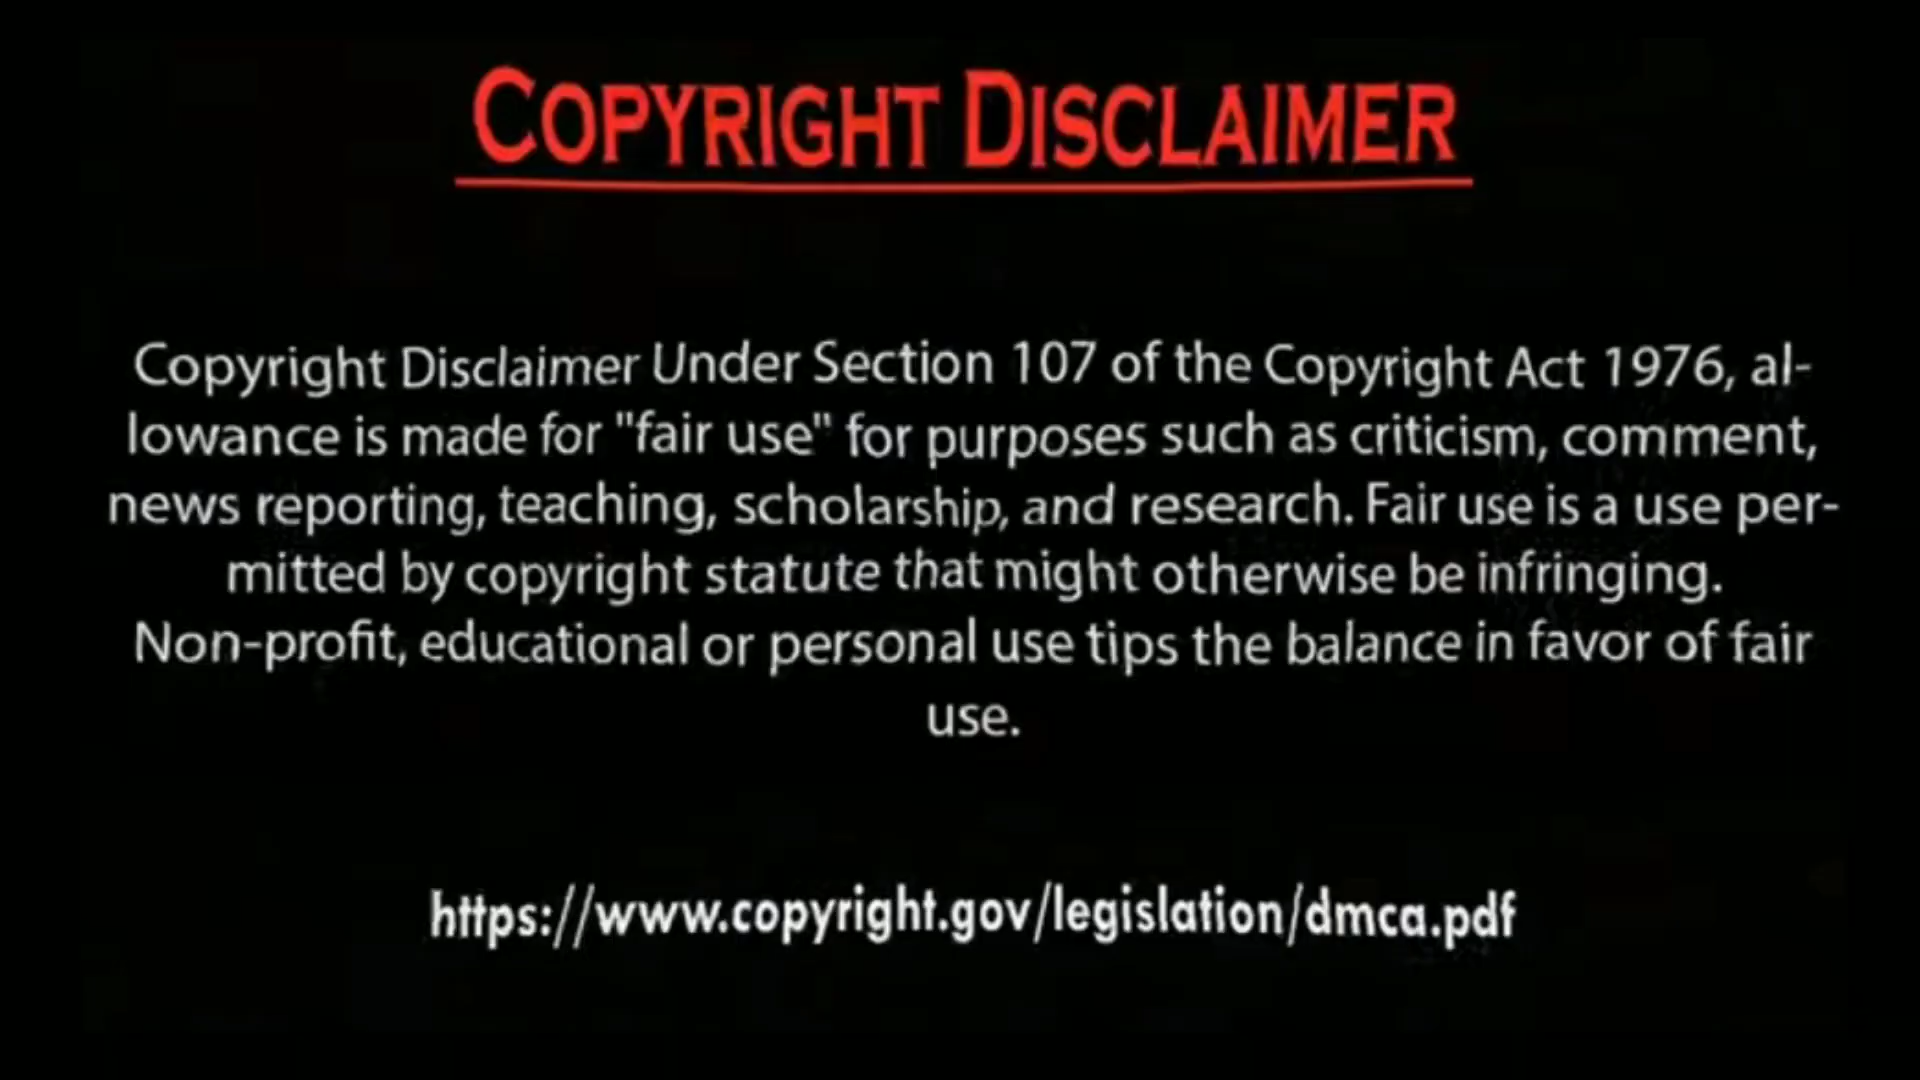 COPYRIGHT DISCLAIMER
Copyright Disclaimer Under Section 107 of the Copyright Act 1976, al-
lowance is made for "fair use" for purposes such as criticism, comment,
news reporting, teaching, scholarship, and research. Fair use is a use per-
mitted by copyright statute that might otherwise be infringing.
Non-profit, educational or personal use tips the balance in favor of fair
use.
https://www.copyright.gov/legislation/dmca.pdf